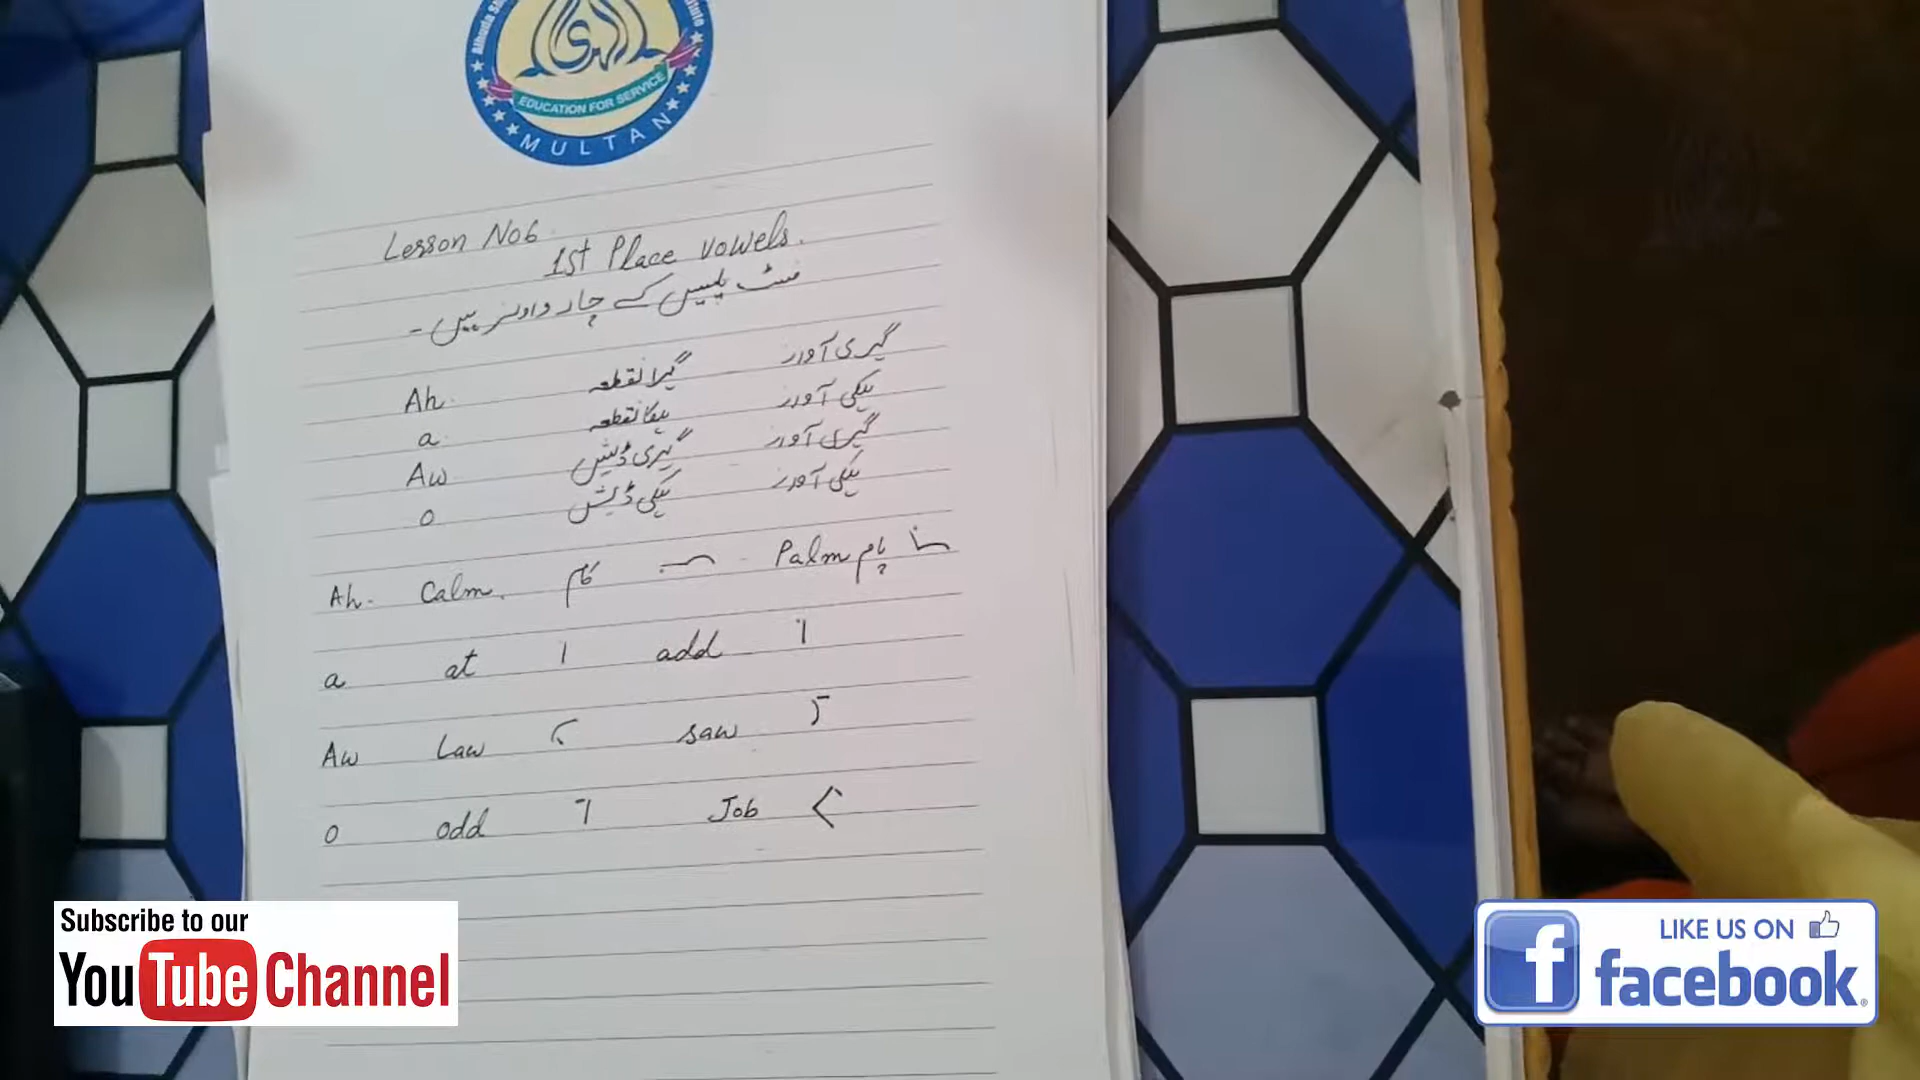 EDUCATION FOR SERVICE
MULTAN
Lesson No6
1st Place vowels.
فسٹ پلیس کے چار واولز ہیں -
Ah گہرا نقطہ گہری آواز
a ہلکا نقطہ ہلکی آواز
Aw گہری ڈیش گہری آواز
o ہلکی ڈیش ہلکی آواز
Ah. Calm. کام Palm پام
a at add
Aw Law saw
o odd Job
Subscribe to our
YouTube Channel
LIKE US ON
facebook